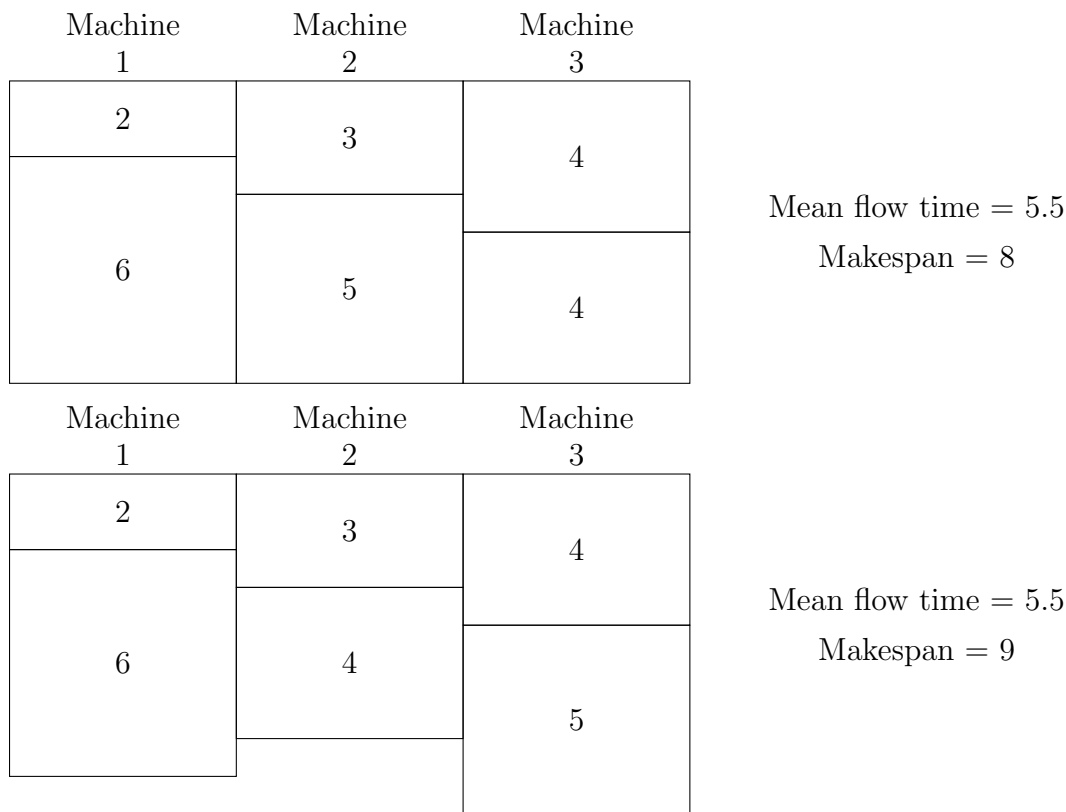 Machine
1
Machine
2
Machine
3
2
3
4
6
5
4
Mean flow time = 5.5
Makespan = 8
Machine
1
Machine
2
Machine
3
2
3
4
6
4
5
Mean flow time = 5.5
Makespan = 9